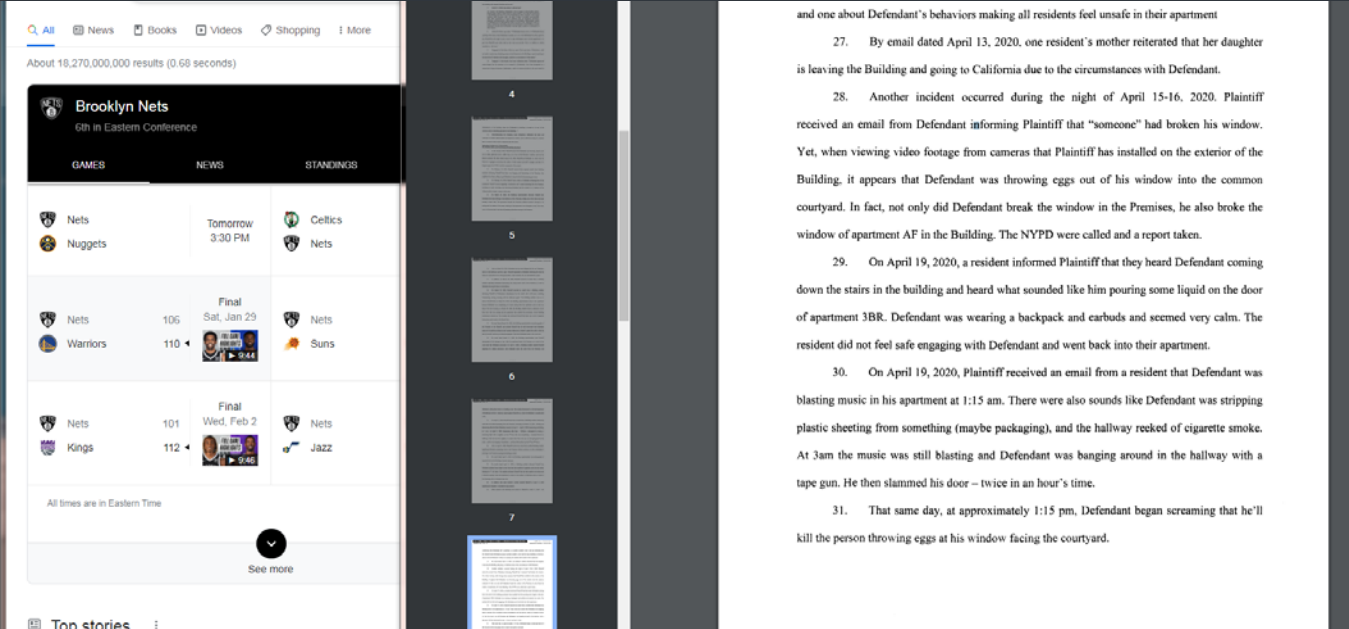 All
News
Books
Videos
Shopping
More
About 18,270,000,000 results (0.68 seconds)
Brooklyn Nets
6th in Eastern Conference
GAMES NEWS STANDINGS
Nets
Nuggets
Tomorrow
3:30 PM
Celtics
Nets
Nets 106
Warriors 110
Final
Sat, Jan 29
9:44
Nets
Suns
Nets 101
Kings 112
Final
Wed, Feb 2
9:46
Nets
Jazz
All times are in Eastern Time
See more
Top stories
4
5
6
7
and one about Defendant's behaviors making all residents feel unsafe in their apartment
27. By email dated April 13, 2020, one resident's mother reiterated that her daughter
is leaving the Building and going to California due to the circumstances with Defendant.
28. Another incident occurred during the night of April 15-16, 2020. Plaintiff
received an email from Defendant informing Plaintiff that “someone” had broken his window.
Yet, when viewing video footage from cameras that Plaintiff has installed on the exterior of the
Building, it appears that Defendant was throwing eggs out of his window into the common
courtyard. In fact, not only did Defendant break the window in the Premises, he also broke the
window of apartment AF in the Building. The NYPD were called and a report taken.
29. On April 19, 2020, a resident informed Plaintiff that they heard Defendant coming
down the stairs in the building and heard what sounded like him pouring some liquid on the door
of apartment 3BR. Defendant was wearing a backpack and earbuds and seemed very calm. The
resident did not feel safe engaging with Defendant and went back into their apartment.
30. On April 19, 2020, Plaintiff received an email from a resident that Defendant was
blasting music in his apartment at 1:15 am. There were also sounds like Defendant was stripping
plastic sheeting from something (maybe packaging), and the hallway reeked of cigarette smoke.
At 3am the music was still blasting and Defendant was banging around in the hallway with a
tape gun. He then slammed his door – twice in an hour's time.
31. That same day, at approximately 1:15 pm, Defendant began screaming that he'll
kill the person throwing eggs at his window facing the courtyard.